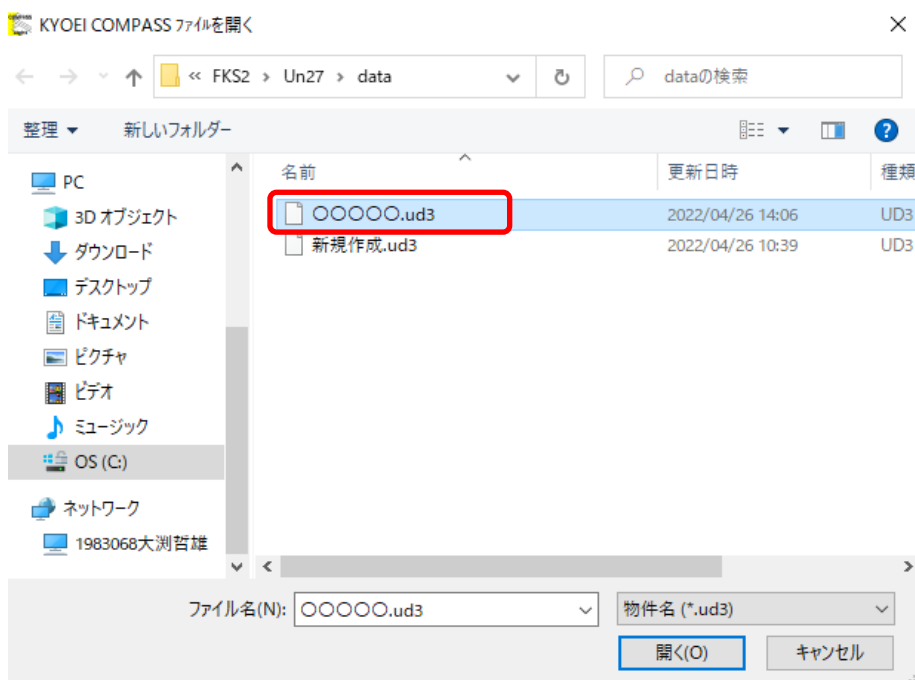 KYOEI COMPASS ファイルを開く
« FKS2 › Un27 › data
dataの検索
整理 新しいフォルダー
名前 更新日時 種類
PC
3D オブジェクト
ダウンロード
デスクトップ
ドキュメント
ピクチャ
ビデオ
ミュージック
OS (C:)
ネットワーク
1983068大渕哲雄
〇〇〇〇〇.ud3 2022/04/26 14:06 UD3
新規作成.ud3 2022/04/26 10:39 UD3
ファイル名(N): 〇〇〇〇〇.ud3
物件名 (*.ud3)
開く(O) キャンセル